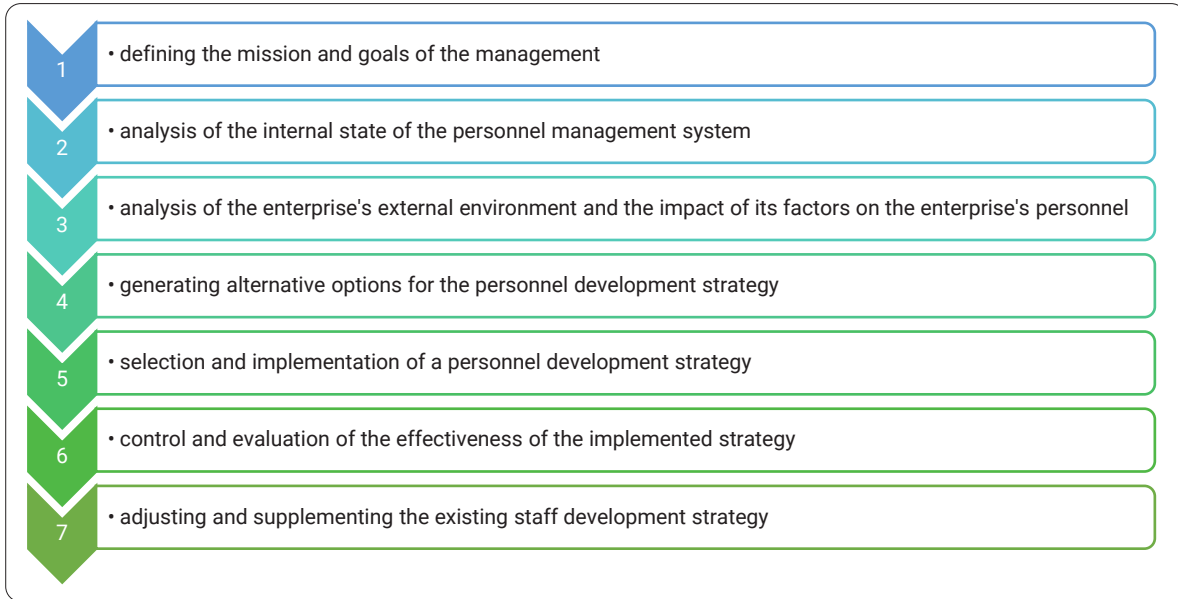 1
• defining the mission and goals of the management
2
• analysis of the internal state of the personnel management system
3
• analysis of the enterprise's external environment and the impact of its factors on the enterprise's personnel
4
• generating alternative options for the personnel development strategy
5
• selection and implementation of a personnel development strategy
6
• control and evaluation of the effectiveness of the implemented strategy
7
• adjusting and supplementing the existing staff development strategy